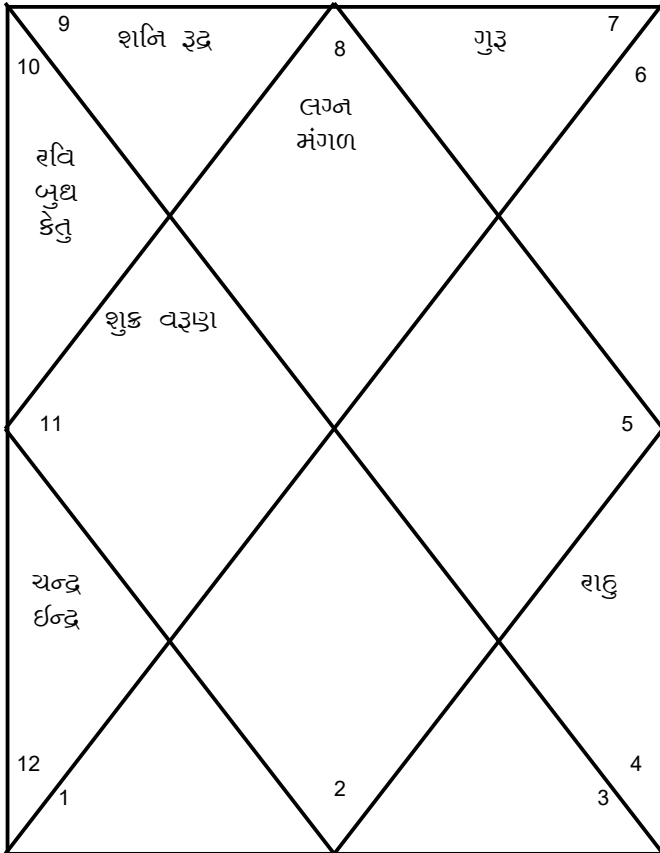 9
શનિ રૂદ્ર
8
ગુરૂ
7
10
6
લગ્ન
મંગળ
રવિ
બુધ
કેતુ
શુક્ર વરૂણ
11
5
ચન્દ્ર
ઈન્દ્ર
રાહુ
12
4
1
2
3